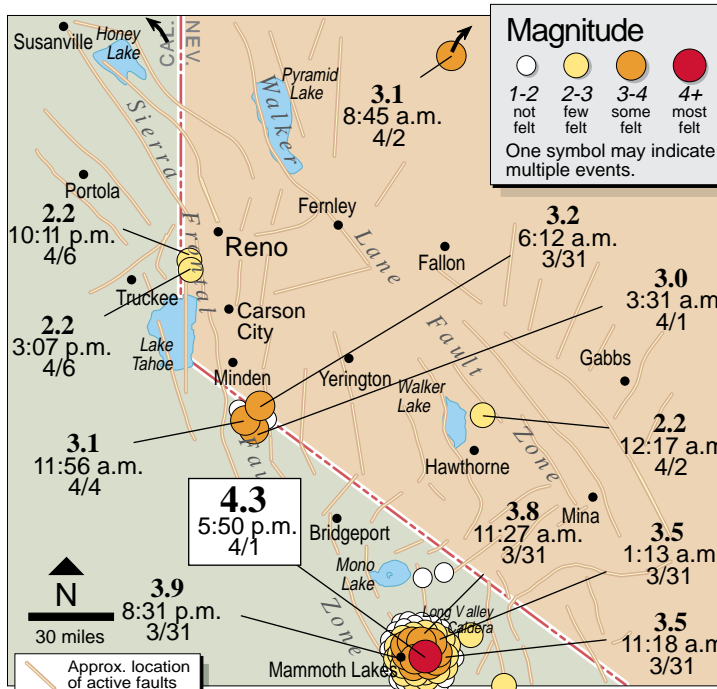 Susanville
Honey
Lake
CAL.
NEV.
Magnitude
1-2
2-3
3-4
4+
not
felt
few
felt
some
felt
most
felt
One symbol may indicate
multiple events.
Pyramid
Lake
3.1
8:45 a.m.
4/2
Walker
Lane
Fault
Zone
Sierra
Frontal
Fau
Zone
Portola
2.2
10:11 p.m.
4/6
Reno
Fernley
3.2
6:12 a.m.
3/31
Fallon
3.0
3:31 a.m
4/1
Truckee
Carson
City
2.2
3:07 p.m.
4/6
Lake
Tahoe
Minden
Yerington
Gabbs
Walker
Lake
2.2
12:17 a.m
4/2
3.1
11:56 a.m.
4/4
Hawthorne
4.3
5:50 p.m.
4/1
Bridgeport
3.8
11:27 a.m.
3/31
Mina
3.5
1:13 a.m
3/31
Mono
Lake
N
30 miles
3.9
8:31 p.m.
3/31
Long Valley
Caldera
3.5
11:18 a.m.
3/31
Mammoth Lakes
Approx. location
of active faults